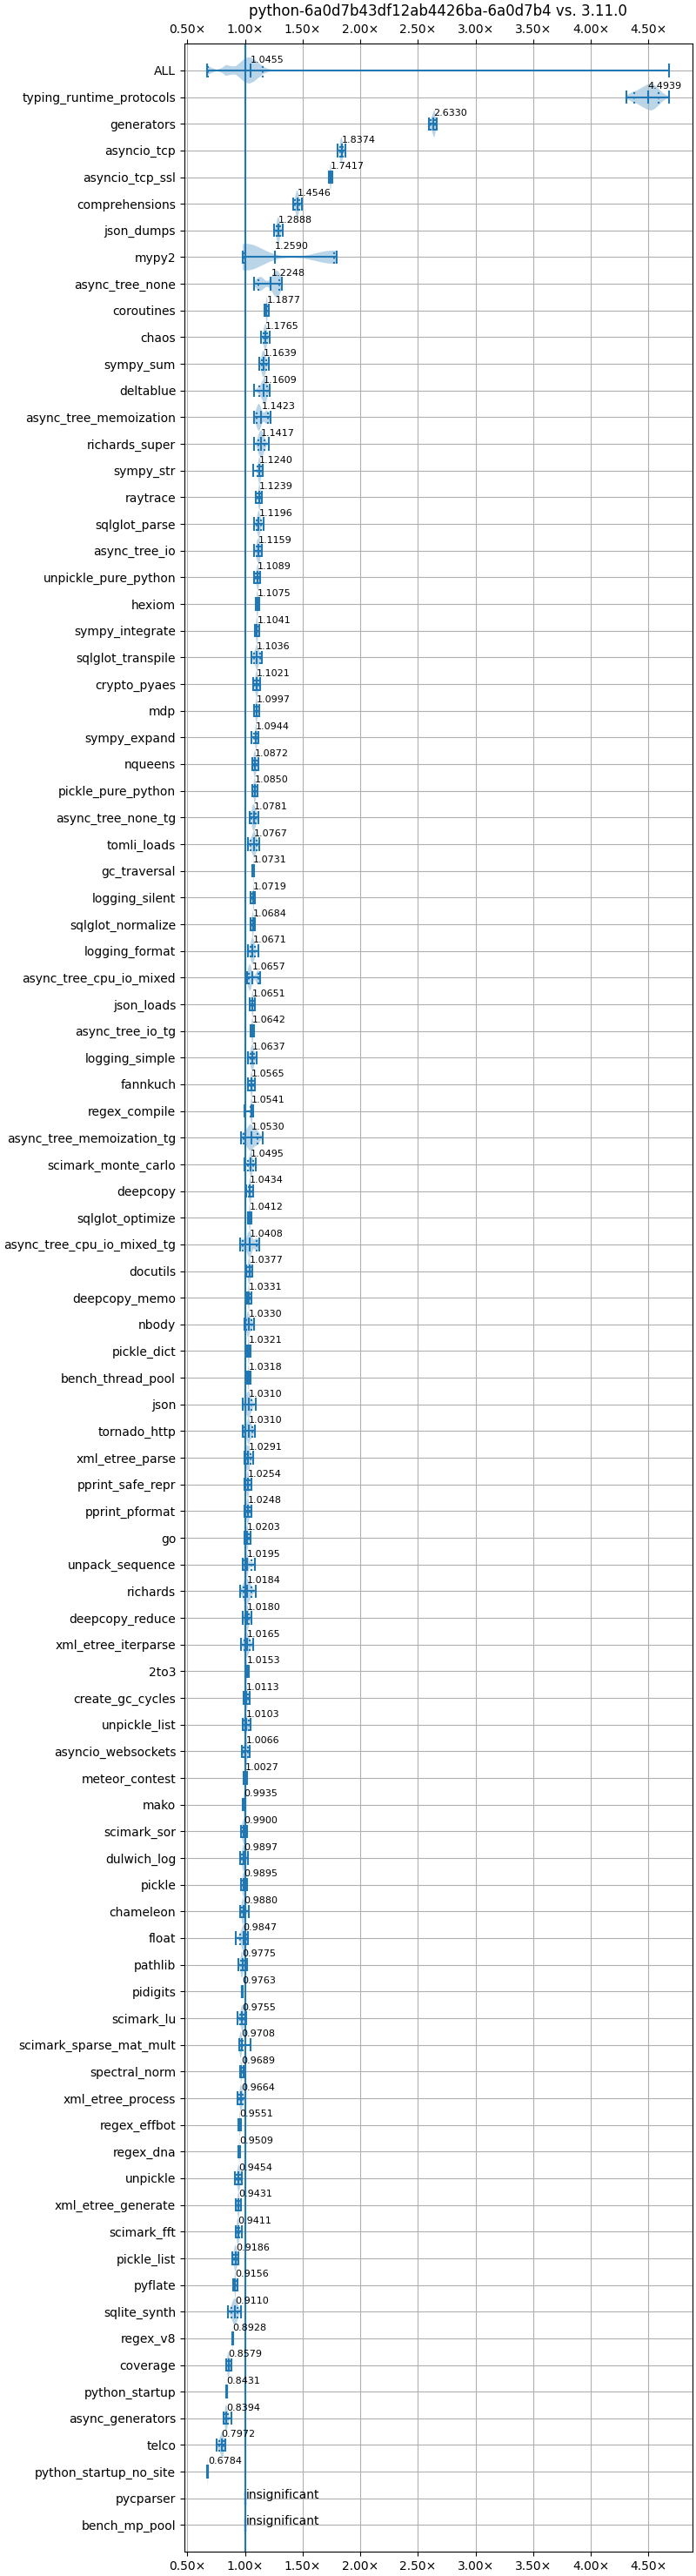 python-6a0d7b43df12ab4426ba-6a0d7b4 vs. 3.11.0
0.50× 1.00× 1.50× 2.00× 2.50× 3.00× 3.50× 4.00× 4.50×
ALL 1.0455
typing_runtime_protocols 4.4939
generators 2.6330
asyncio_tcp 1.8374
asyncio_tcp_ssl 1.7417
comprehensions 1.4546
json_dumps 1.2888
mypy2 1.2590
async_tree_none 1.2248
coroutines 1.1877
chaos 1.1765
sympy_sum 1.1639
deltablue 1.1609
async_tree_memoization 1.1423
richards_super 1.1417
sympy_str 1.1240
raytrace 1.1239
sqlglot_parse 1.1196
async_tree_io 1.1159
unpickle_pure_python 1.1089
hexiom 1.1075
sympy_integrate 1.1041
sqlglot_transpile 1.1036
crypto_pyaes 1.1021
mdp 1.0997
sympy_expand 1.0944
nqueens 1.0872
pickle_pure_python 1.0850
async_tree_none_tg 1.0781
tomli_loads 1.0767
gc_traversal 1.0731
logging_silent 1.0719
sqlglot_normalize 1.0684
logging_format 1.0671
async_tree_cpu_io_mixed 1.0657
json_loads 1.0651
async_tree_io_tg 1.0642
logging_simple 1.0637
fannkuch 1.0565
regex_compile 1.0541
async_tree_memoization_tg 1.0530
scimark_monte_carlo 1.0495
deepcopy 1.0434
sqlglot_optimize 1.0412
async_tree_cpu_io_mixed_tg 1.0408
docutils 1.0377
deepcopy_memo 1.0331
nbody 1.0330
pickle_dict 1.0321
bench_thread_pool 1.0318
json 1.0310
tornado_http 1.0310
xml_etree_parse 1.0291
pprint_safe_repr 1.0254
pprint_pformat 1.0248
go 1.0203
unpack_sequence 1.0195
richards 1.0184
deepcopy_reduce 1.0180
xml_etree_iterparse 1.0165
2to3 1.0153
create_gc_cycles 1.0113
unpickle_list 1.0103
asyncio_websockets 1.0066
meteor_contest 1.0027
mako 0.9935
scimark_sor 0.9900
dulwich_log 0.9897
pickle 0.9895
chameleon 0.9880
float 0.9847
pathlib 0.9775
pidigits 0.9763
scimark_lu 0.9755
scimark_sparse_mat_mult 0.9708
spectral_norm 0.9689
xml_etree_process 0.9664
regex_effbot 0.9551
regex_dna 0.9509
unpickle 0.9454
xml_etree_generate 0.9431
scimark_fft 0.9411
pickle_list 0.9186
pyflate 0.9156
sqlite_synth 0.9110
regex_v8 0.8928
coverage 0.8579
python_startup 0.8431
async_generators 0.8394
telco 0.7972
python_startup_no_site 0.6784
pycparser insignificant
bench_mp_pool insignificant
0.50× 1.00× 1.50× 2.00× 2.50× 3.00× 3.50× 4.00× 4.50×